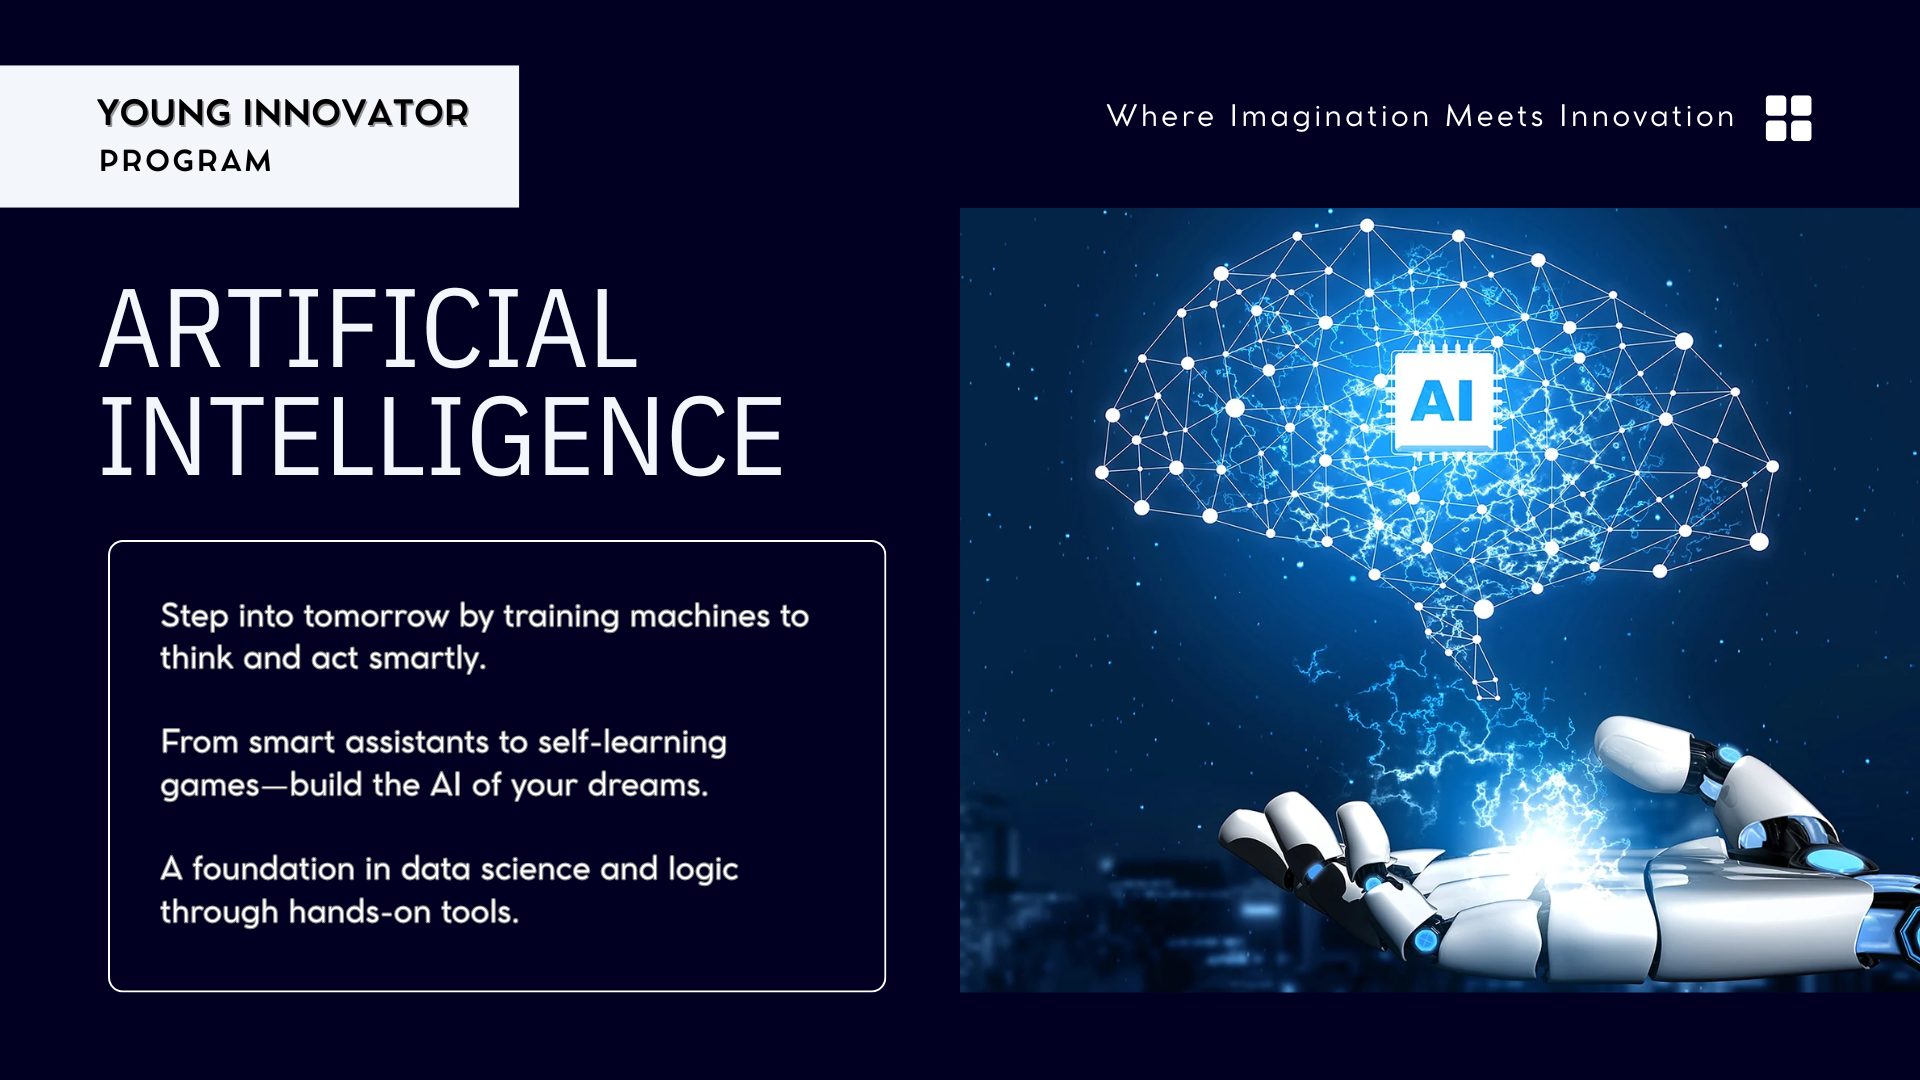 YOUNG INNOVATOR
PROGRAM
Where Imagination Meets Innovation
ARTIFICIAL
INTELLIGENCE
Step into tomorrow by training machines to
think and act smartly.
From smart assistants to self-learning
games—build the AI of your dreams.
A foundation in data science and logic
through hands-on tools.
AI